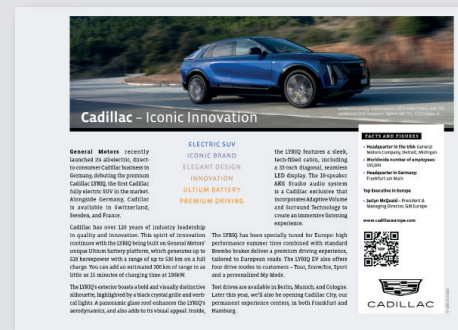 Cadillac – Iconic Innovation
General Motors recently
launched its all-electric, direct-
to-consumer Cadillac business in
Germany, debuting the premium
Cadillac LYRIQ, the first Cadillac
fully electric SUV in the market.
Alongside Germany, Cadillac
is available in Switzerland,
Sweden, and France.
ELECTRIC SUV
ICONIC BRAND
ELEGANT DESIGN
INNOVATION
ULTIUM BATTERY
PREMIUM DRIVING
Cadillac has over 120 years of industry leadership
in quality and innovation. This spirit of innovation
continues with the LYRIQ being built on General Motors'
unique Ultium Battery platform, which generates up to
528 horsepower with a range of up to 530 km on a full
charge. You can add an estimated 200 km of range in as
little as 15 minutes of charging time at 190kW.
The LYRIQ's exterior boasts a bold and visually distinctive
silhouette, highlighted by a black crystal grille and verti-
cal lights. A panoramic glass roof enhances the LYRIQ's
aerodynamics, and also adds to its visual appeal. Inside,
the LYRIQ features a sleek,
tech-filled cabin, including
a 33-inch diagonal, seamless
LED display. The 19-speaker
AKG Studio audio system
is a Cadillac exclusive that
incorporates Adaptive Volume
and Surround Technology to
create an immersive listening
experience.
The LYRIQ has been specially tuned for Europe: high
performance summer tires combined with standard
Brembo brakes deliver a premium driving experience,
tailored to European roads. The LYRIQ EV also offers
four driver modes to customers – Tour, Snow/Ice, Sport
and a personalized My Mode.
Test drives are available in Berlin, Munich, and Cologne.
Later this year, we'll also be opening Cadillac City, our
permanent experience centers, in both Frankfurt and
Hamburg.
FACTS AND FIGURES
Headquarter in the USA: General
Motors Company, Detroit, Michigan
Worldwide number of employees:
Headquarter in Germany:
Frankfurt am Main
Top Executive in Europe
Jaclyn McQuaid – President &
Managing Director, GM Europe
www.cadillaceurope.com
CADILLAC